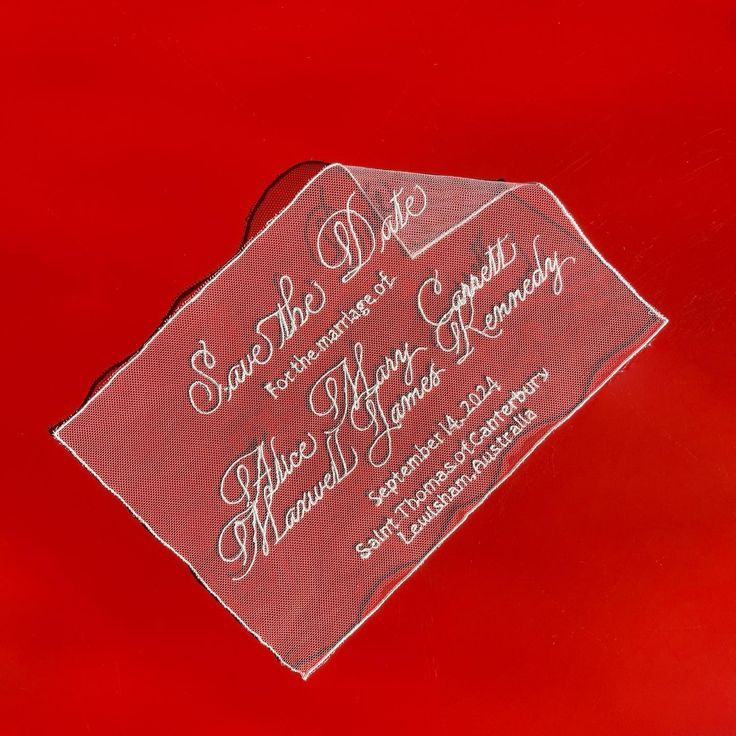 Save the Date
For the marriage of
Alice Mary Garrett
Maxwell James Kennedy
September 14, 2024
Saint Thomas of Canterbury
Lewisham, Australia